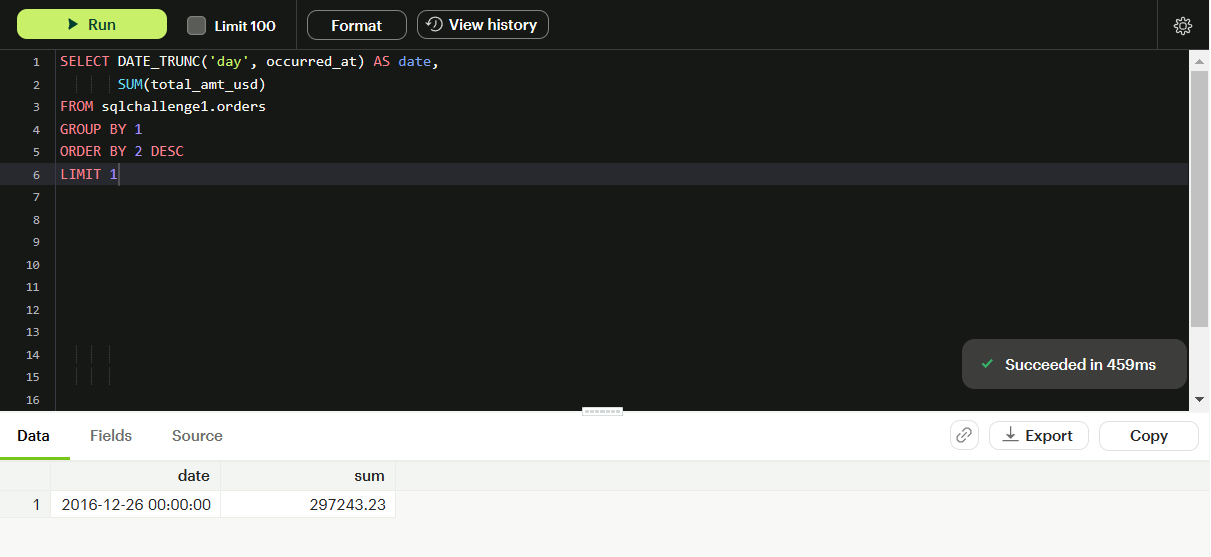 Run Limit 100 Format View history
1 SELECT DATE_TRUNC('day', occurred_at) AS date,
2 SUM(total_amt_usd)
3 FROM sqlchallenge1.orders
4 GROUP BY 1
5 ORDER BY 2 DESC
6 LIMIT 1
7
8
9
10
11
12
13
14
15
16
Succeeded in 459ms
Data Fields Source Export Copy
date sum
1 2016-12-26 00:00:00 297243.23